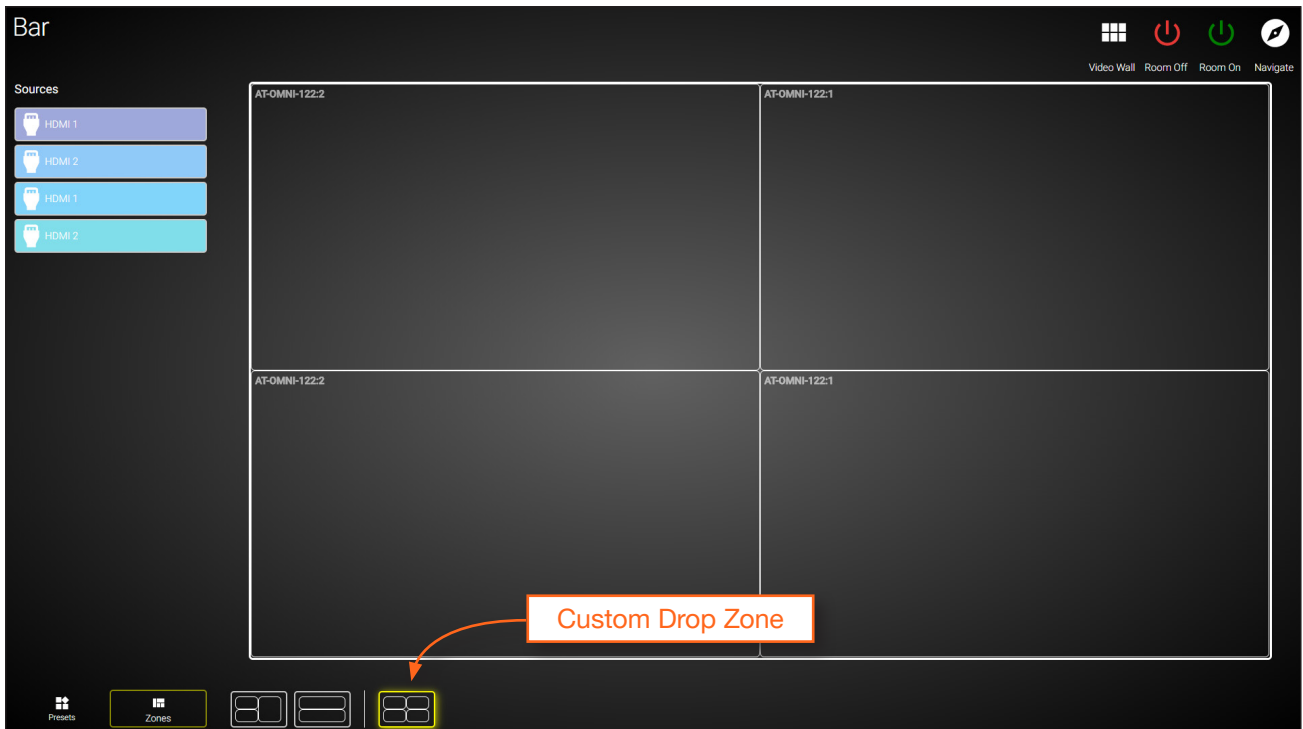 Bar
Video Wall
Room Off
Room On
Navigate
Sources
HDMI 1
HDMI 2
HDMI 1
HDMI 2
AT-OMNI-122:2
AT-OMNI-122:1
AT-OMNI-122:2
AT-OMNI-122:1
Custom Drop Zone
Presets
Zones